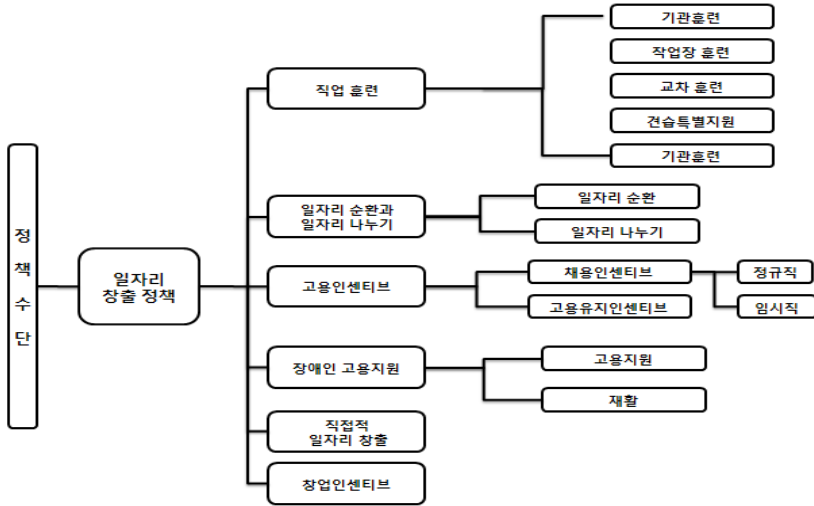 정책수단
일자리
창출 정책
직업 훈련
기관훈련
작업장 훈련
교차 훈련
견습특별지원
기관훈련
일자리 순환과
일자리 나누기
일자리 순환
일자리 나누기
고용인센티브
채용인센티브
정규직
임시직
고용유지인센티브
장애인 고용지원
고용지원
재활
직접적
일자리 창출
창업인센티브